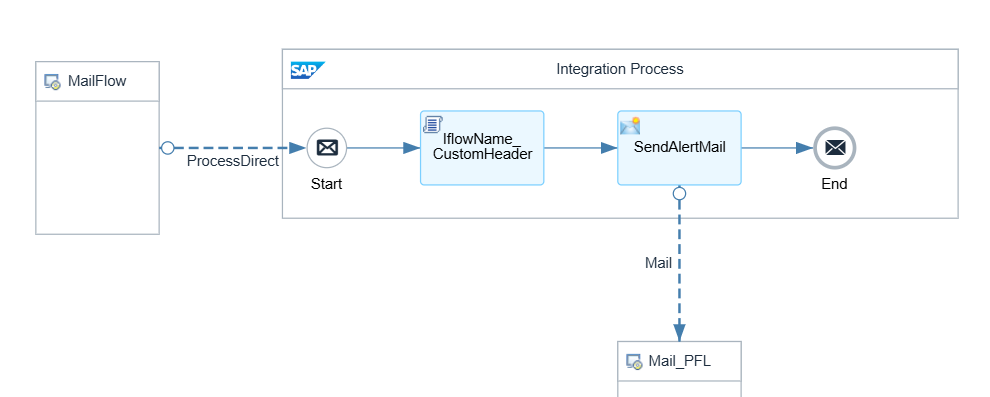 SAP
Integration Process
MailFlow
IflowName_
CustomHeader
SendAlertMail
ProcessDirect
Start
End
Mail
Mail_PFL